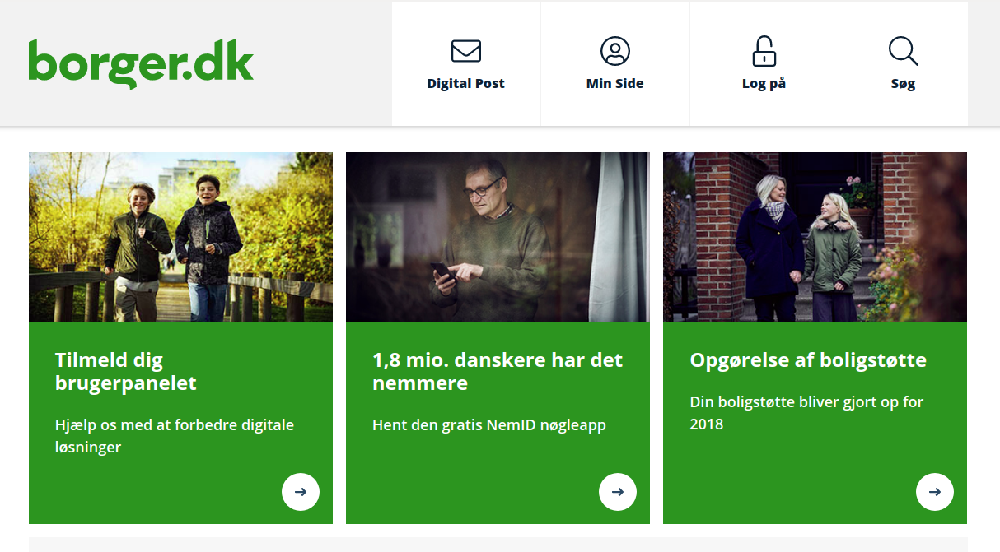 borger.dk
Digital Post
Min Side
Log på
Søg
Tilmeld dig
brugerpanelet
Hjælp os med at forbedre digitale
løsninger
1,8 mio. danskere har det
nemmere
Hent den gratis NemID nøgleapp
Opgørelse af boligstøtte
Din boligstøtte bliver gjort op for
2018